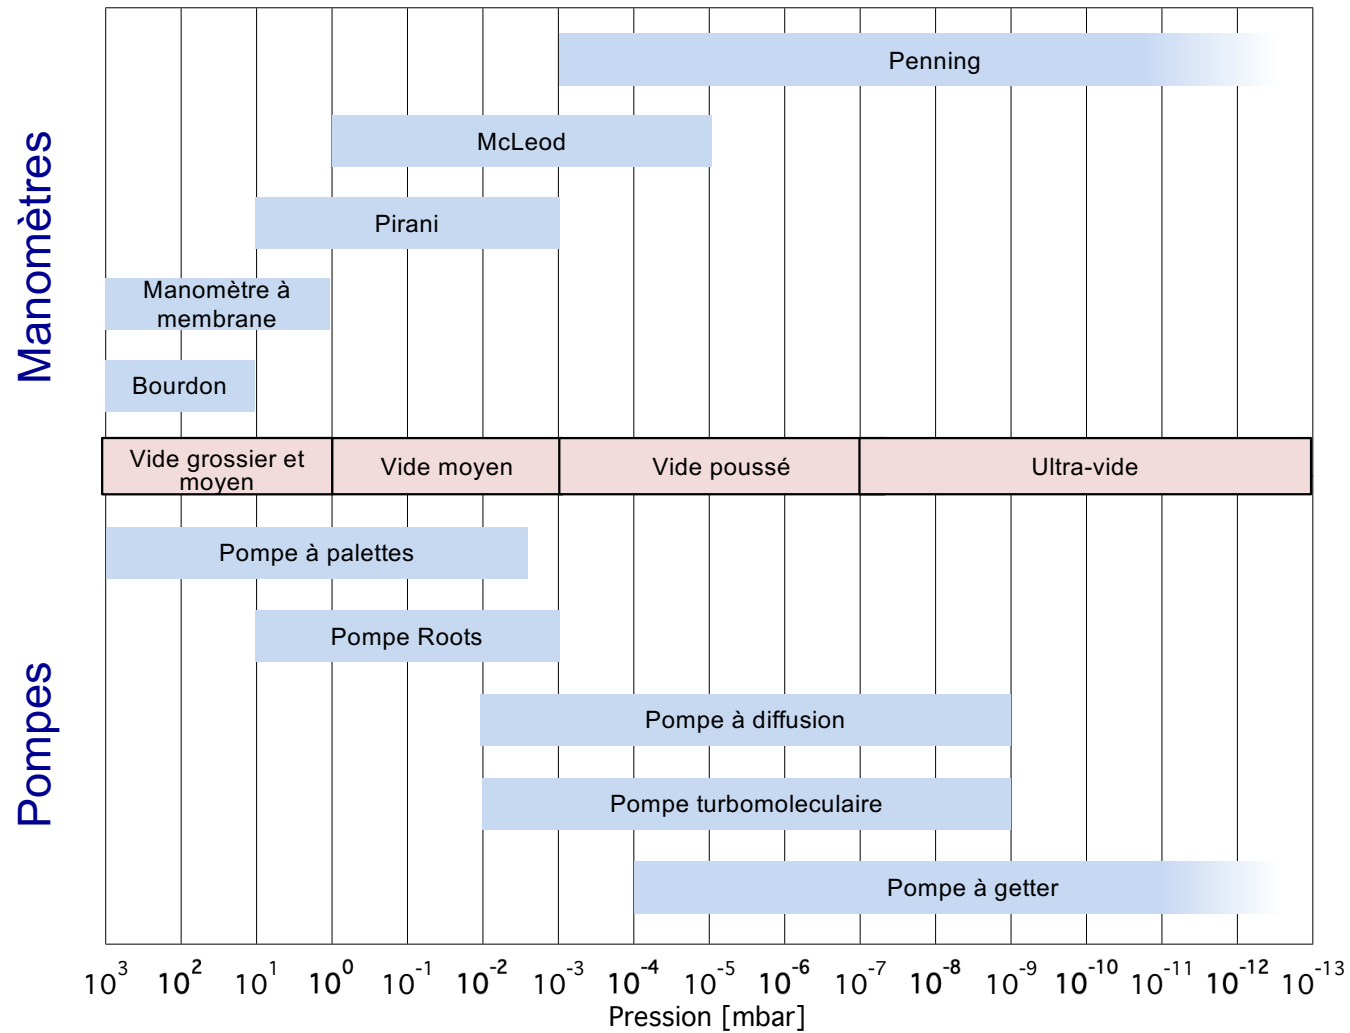 Manomètres
Penning
McLeod
Pirani
Manomètre à
membrane
Bourdon
Vide grossier et
moyen
Vide moyen
Vide poussé
Ultra-vide
Pompes
Pompe à palettes
Pompe Roots
Pompe à diffusion
Pompe turbomoleculaire
Pompe à getter
10³ 10² 10¹ 10⁰ 10⁻¹ 10⁻² 10⁻³ 10⁻⁴ 10⁻⁵ 10⁻⁶ 10⁻⁷ 10⁻⁸ 10⁻⁹ 10⁻¹⁰ 10⁻¹¹ 10⁻¹² 10⁻¹³
Pression [mbar]